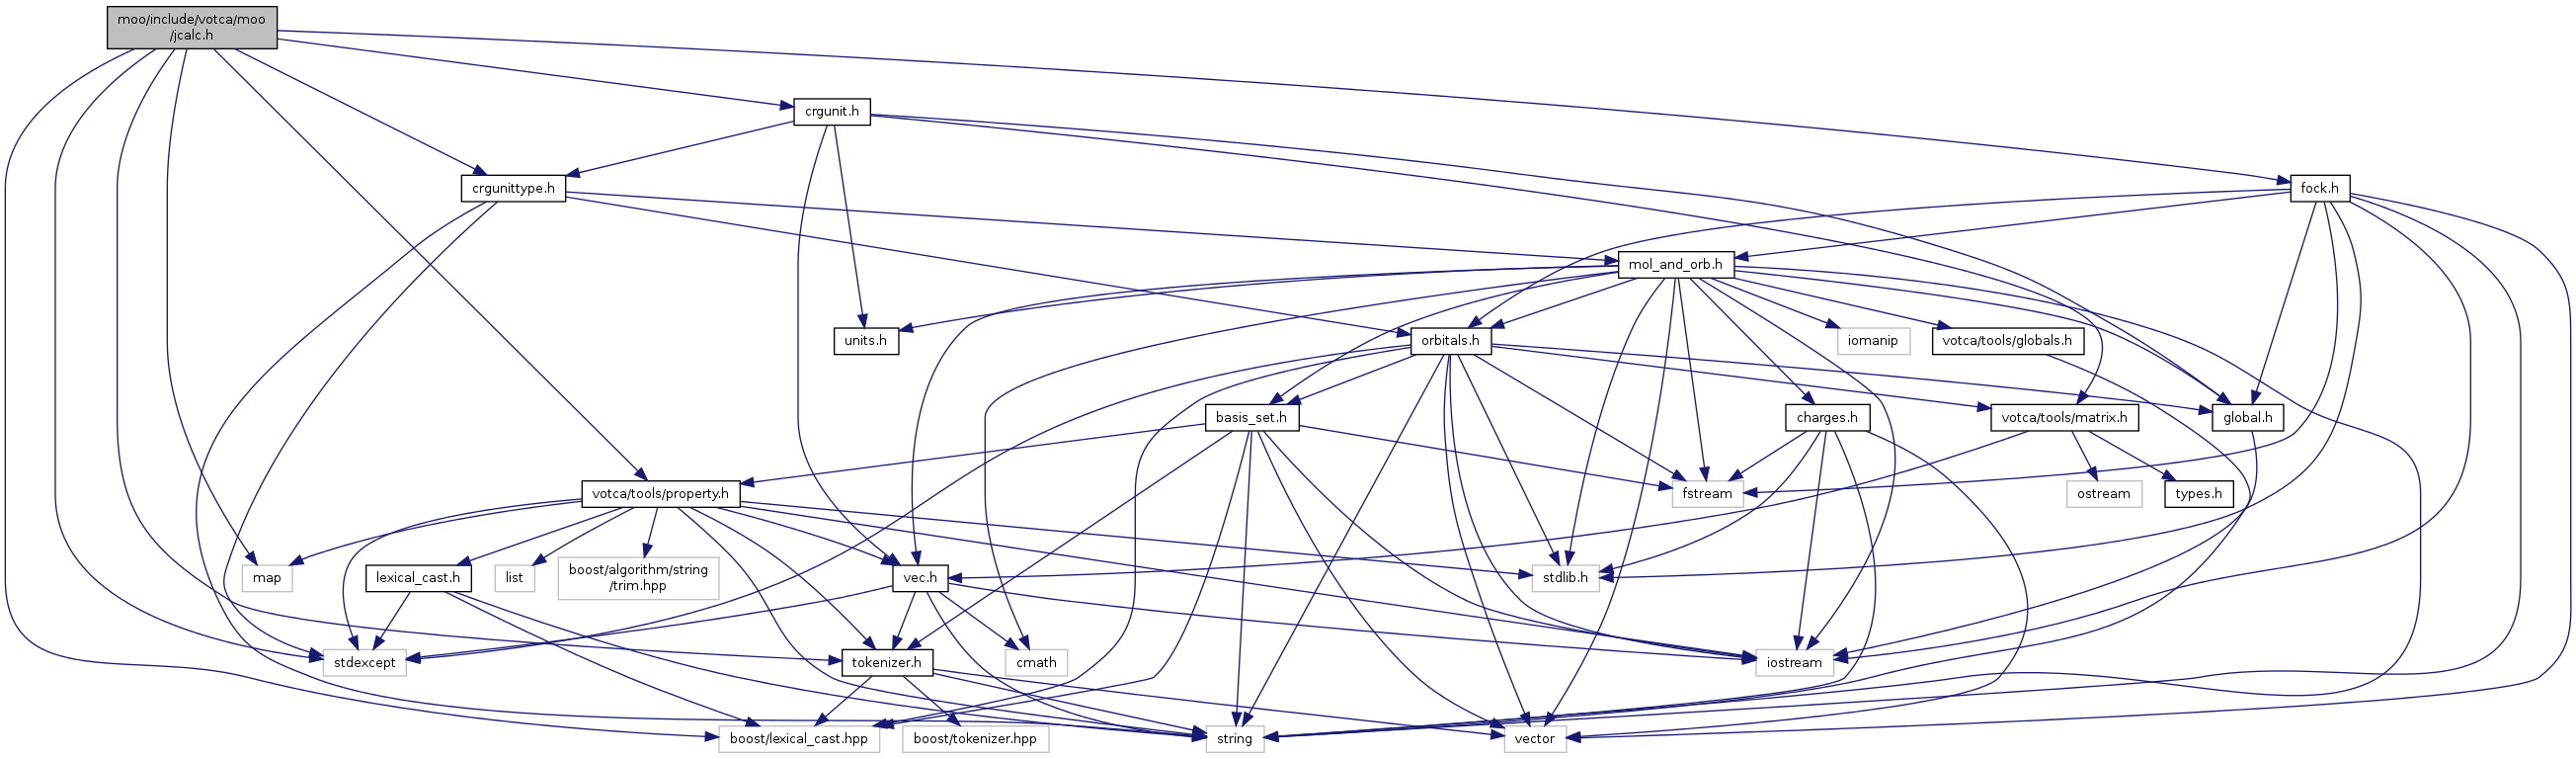 moo/include/votca/moo
/jcalc.h
crgunit.h
crgunittype.h
fock.h
mol_and_orb.h
units.h
orbitals.h
iomanip
votca/tools/globals.h
basis_set.h
charges.h
votca/tools/matrix.h
global.h
votca/tools/property.h
fstream
ostream
types.h
map
lexical_cast.h
list
boost/algorithm/string
/trim.hpp
vec.h
stdlib.h
stdexcept
tokenizer.h
cmath
iostream
boost/lexical_cast.hpp
boost/tokenizer.hpp
string
vector